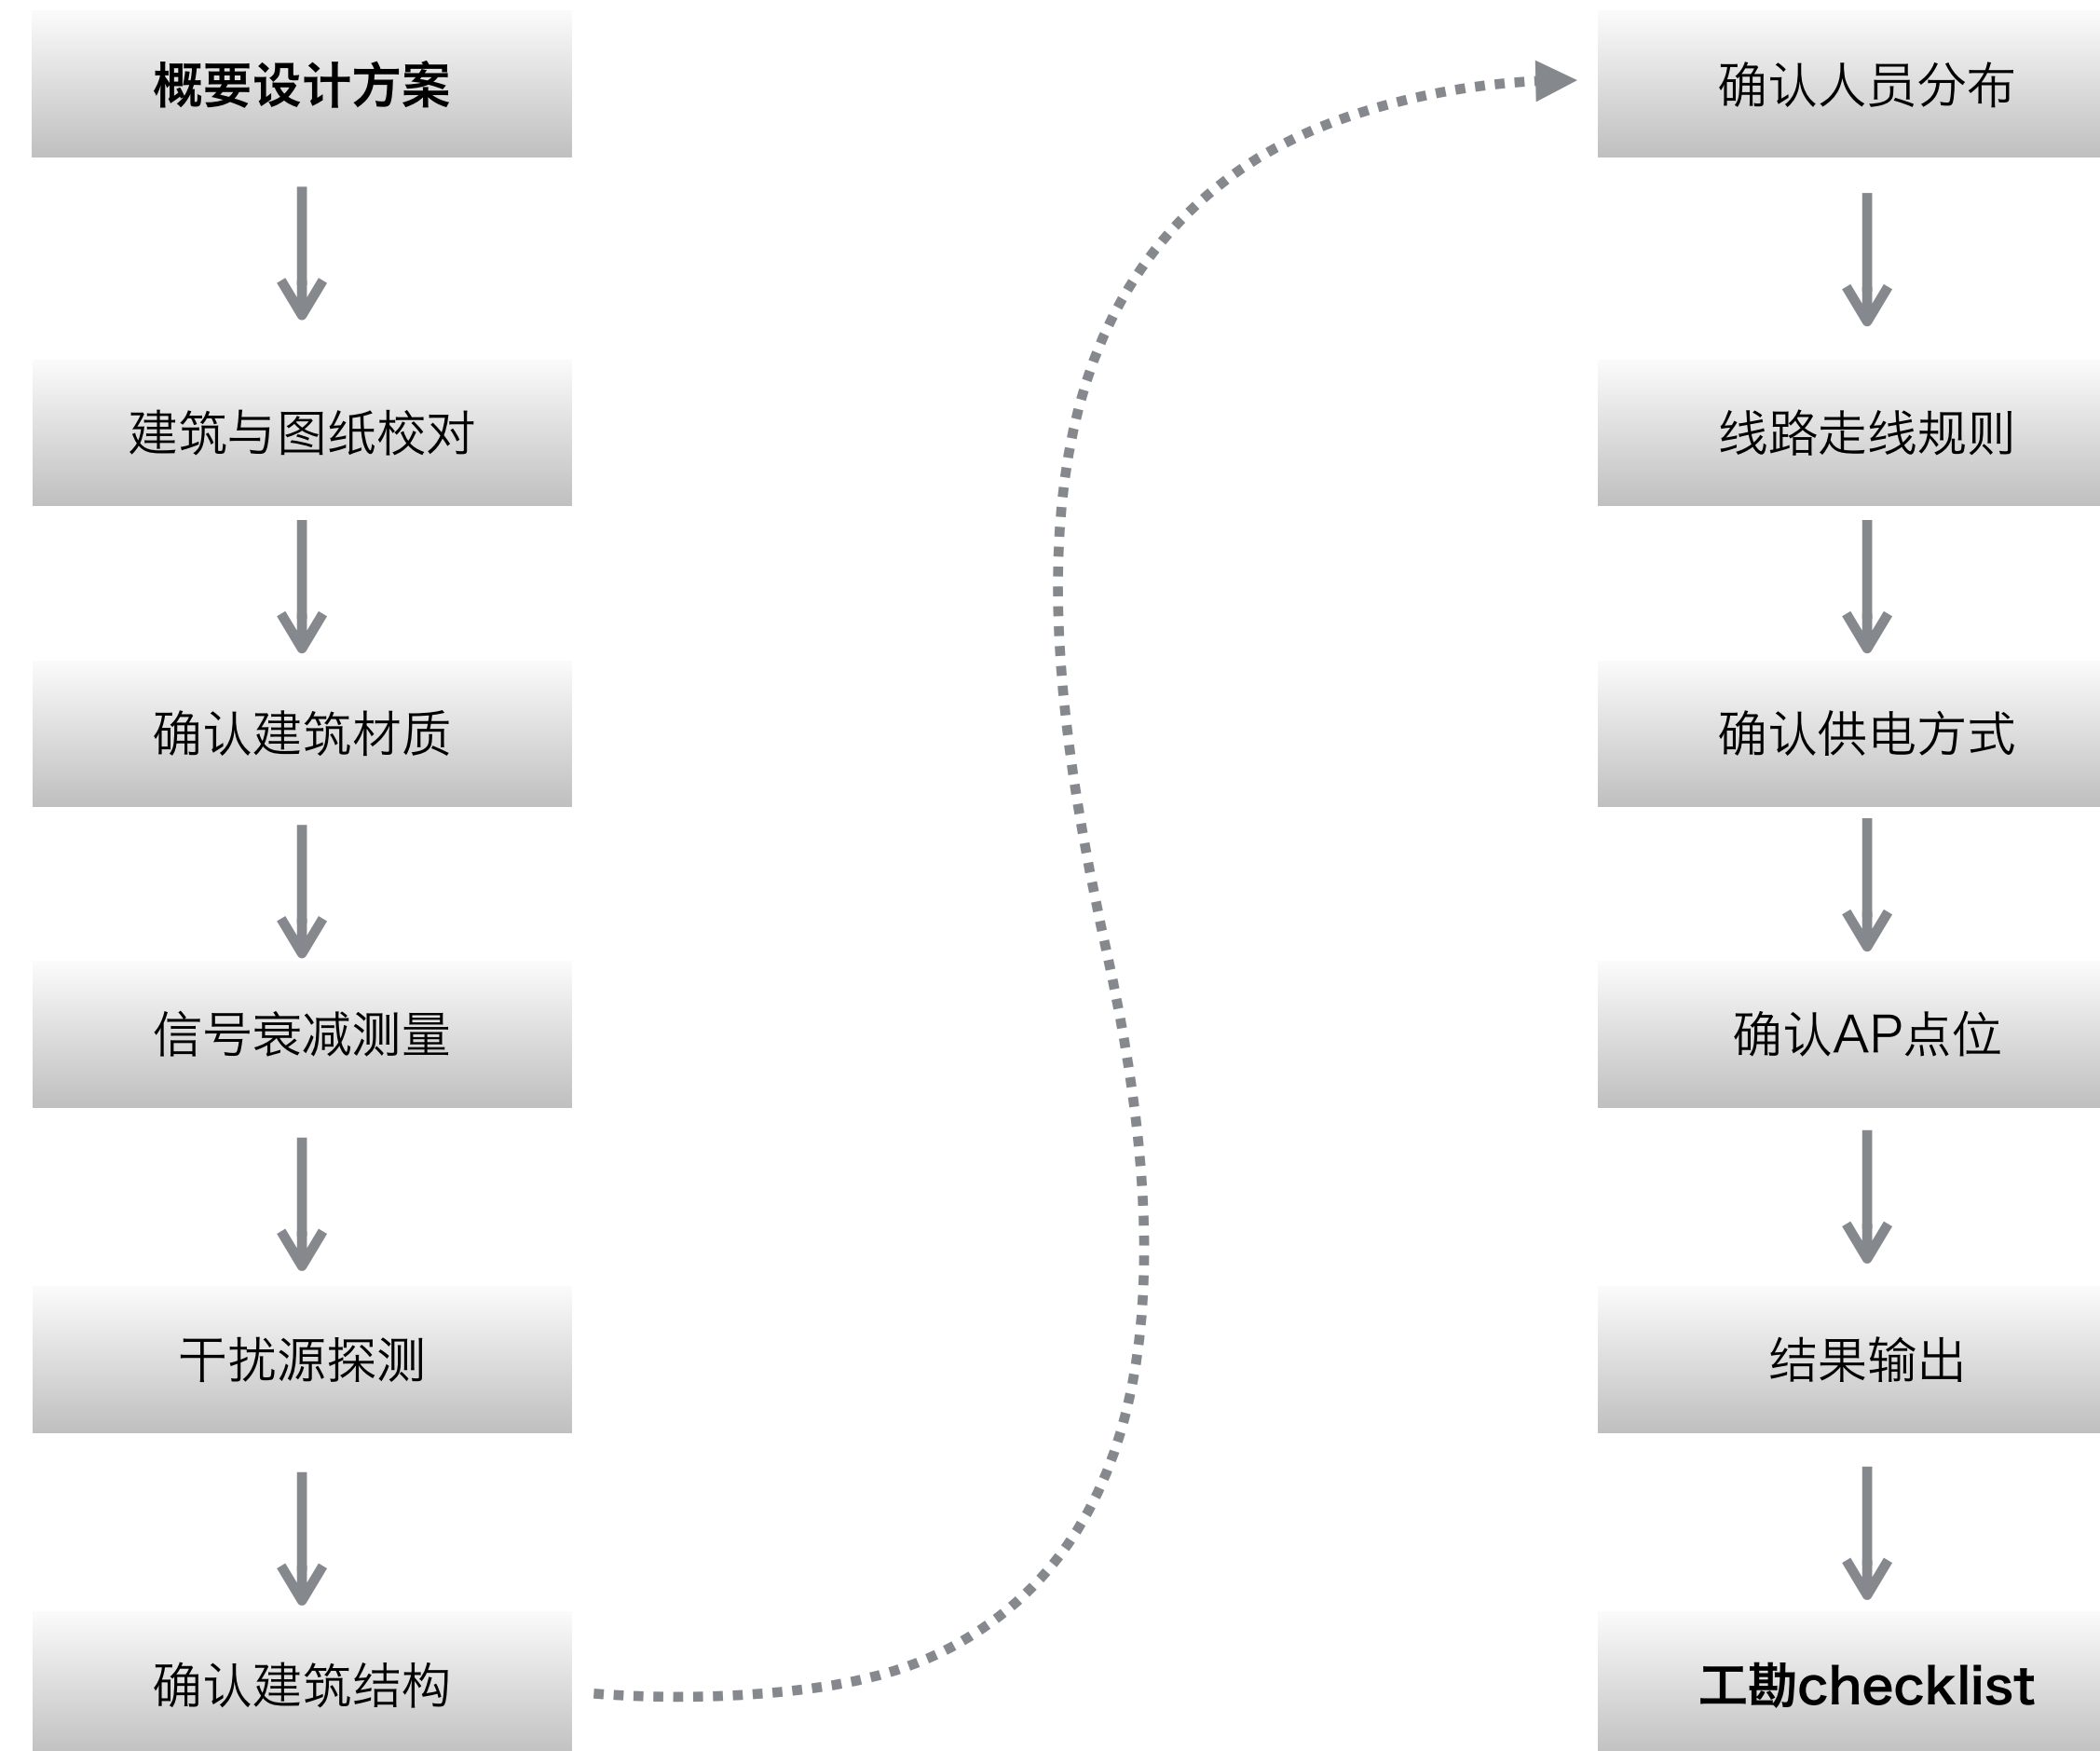 概要设计方案
建筑与图纸校对
确认建筑材质
信号衰减测量
干扰源探测
确认建筑结构
确认人员分布
线路走线规则
确认供电方式
确认AP点位
结果输出
工勘checklist